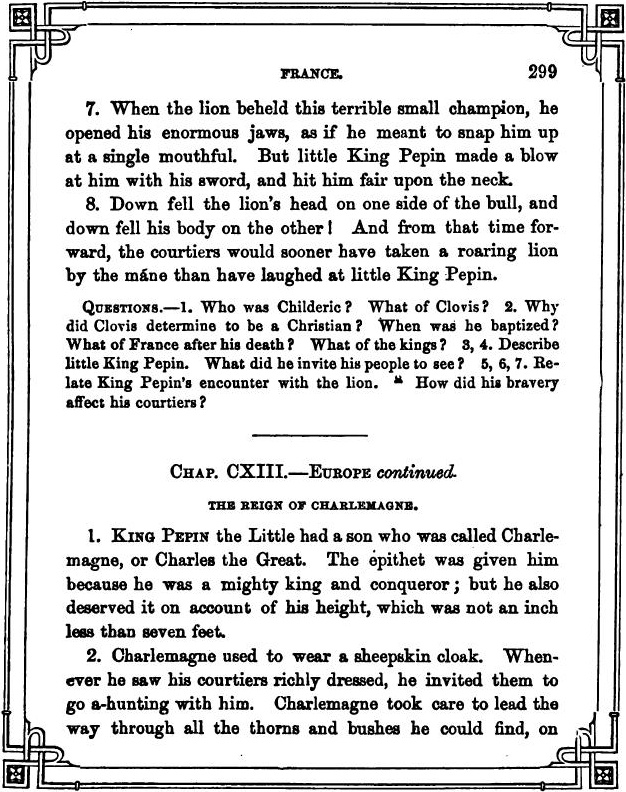 FRANCE. 299
7. When the lion beheld this terrible small champion, he
opened his enormous jaws, as if he meant to snap him up
at a single mouthful. But little King Pepin made a blow
at him with his sword, and hit him fair upon the neck.
8. Down fell the lion's head on one side of the bull, and
down fell his body on the other! And from that time for-
ward, the courtiers would sooner have taken a roaring lion
by the máne than have laughed at little King Pepin.
QUESTIONS.—1. Who was Childeric? What of Clovis? 2. Why
did Clovis determine to be a Christian? When was he baptized?
What of France after his death? What of the kings? 3, 4. Describe
little King Pepin. What did he invite his people to see? 5, 6, 7. Re-
late King Pepin's encounter with the lion. How did his bravery
affect his courtiers?
CHAP. CXIII.—EUROPE continued.
THE REIGN OF CHARLEMAGNE.
1. KING PEPIN the Little had a son who was called Charle-
magne, or Charles the Great. The epithet was given him
because he was a mighty king and conqueror; but he also
deserved it on account of his height, which was not an inch
less than seven feet.
2. Charlemagne used to wear a sheepskin cloak. When-
ever he saw his courtiers richly dressed, he invited them to
go a-hunting with him. Charlemagne took care to lead the
way through all the thorns and bushes he could find, on